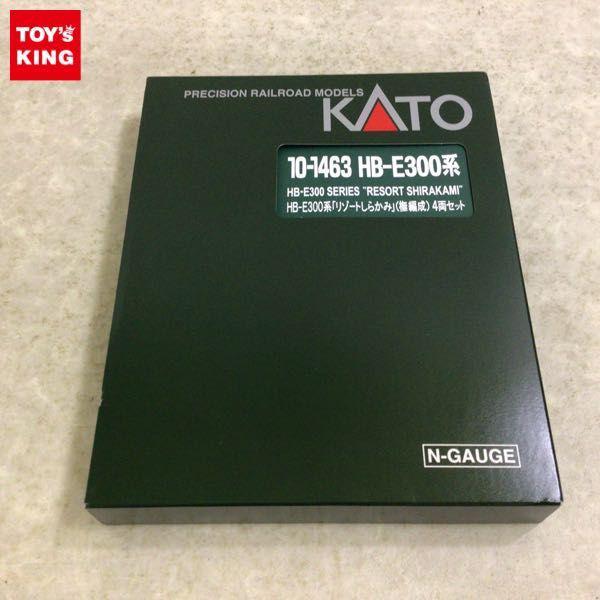 TOY's
KING
PRECISION RAILROAD MODELS
KATO
10-1463 HB-E300系
HB-E300 SERIES "RESORT SHIRAKAMI"
HB-E300系「リゾートしらかみ」(橅編成) 4両セット
N-GAUGE